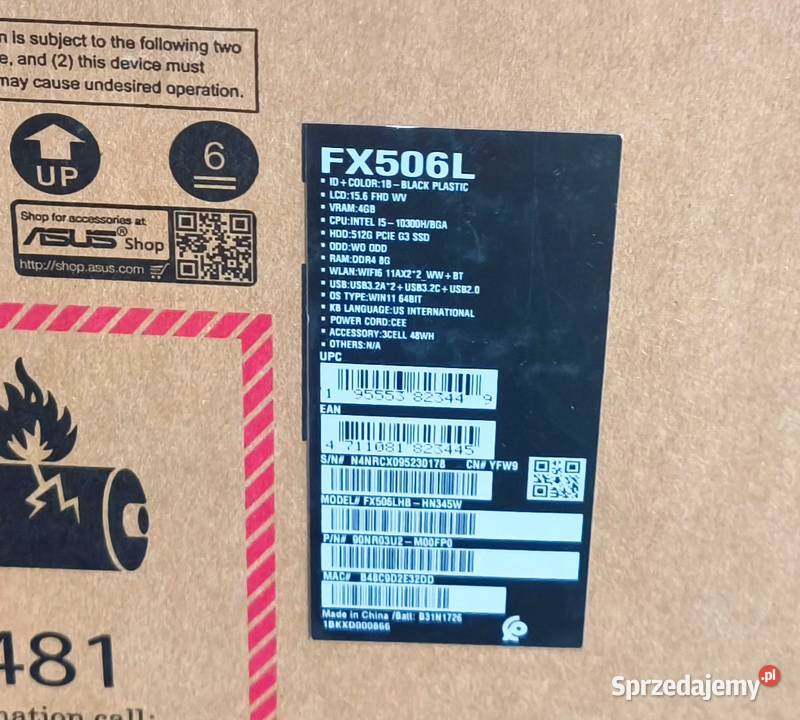 n is subject to the following two
e, and (2) this device must
may cause undesired operation.
UP
6
Shop for accessories at
ASUS® Shop
http://shop.asus.com
FX506L
▪ ID+COLOR:1B-BLACK PLASTIC
▪ LCD:15.6 FHD WV
▪ VRAM:4GB
▪ CPU:INTEL I5-10300H/BGA
▪ HDD:512G PCIE G3 SSD
▪ ODD:WO ODD
▪ RAM:DDR4 8G
▪ WLAN:WIFI6 11AX2*2_WW+BT
▪ USB:USB3.2A*2+USB3.2C+USB2.0
▪ OS TYPE:WIN11 64BIT
▪ KB LANGUAGE:US INTERNATIONAL
▪ POWER CORD:CEE
▪ ACCESSORY:3CELL 48WH
▪ OTHERS:N/A
UPC
1 95553 82344 9
EAN
4 711081 823445
S/N# N4NRCX095230178 CN# YFW9
MODEL# FX506LHB-HN345W
P/N# 90NR03U2-M00FP0
MAC# B48C9D2E32DD
Made in China /Batt: B31N1726
1BKXD000866
481
mation call:
Sprzedajemy.pl